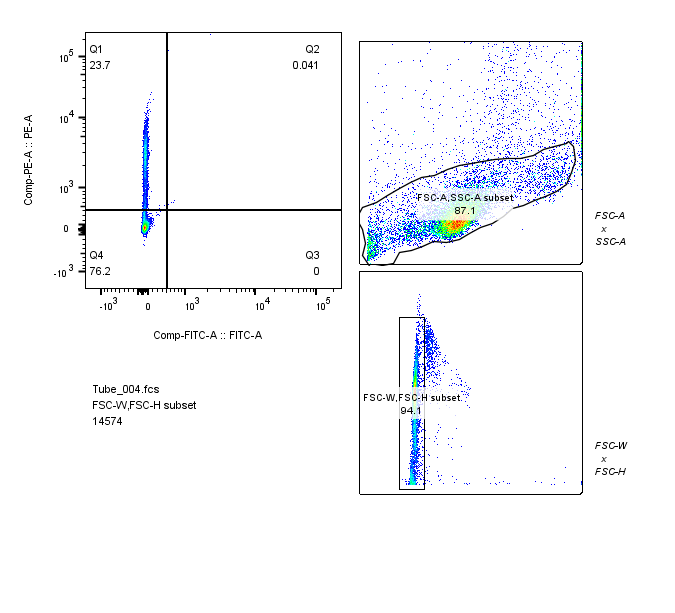 Q1
23.7
Q2
0.041
10^5
10^4
10^3
0
-10^3
Comp-PE-A :: PE-A
Q4
76.2
Q3
0
-10^3
0
10^3
10^4
10^5
Comp-FITC-A :: FITC-A
Tube_004.fcs
FSC-W,FSC-H subset
14574
FSC-A,SSC-A subset
87.1
FSC-A
x
SSC-A
FSC-W,FSC-H subset
94.1
FSC-W
x
FSC-H